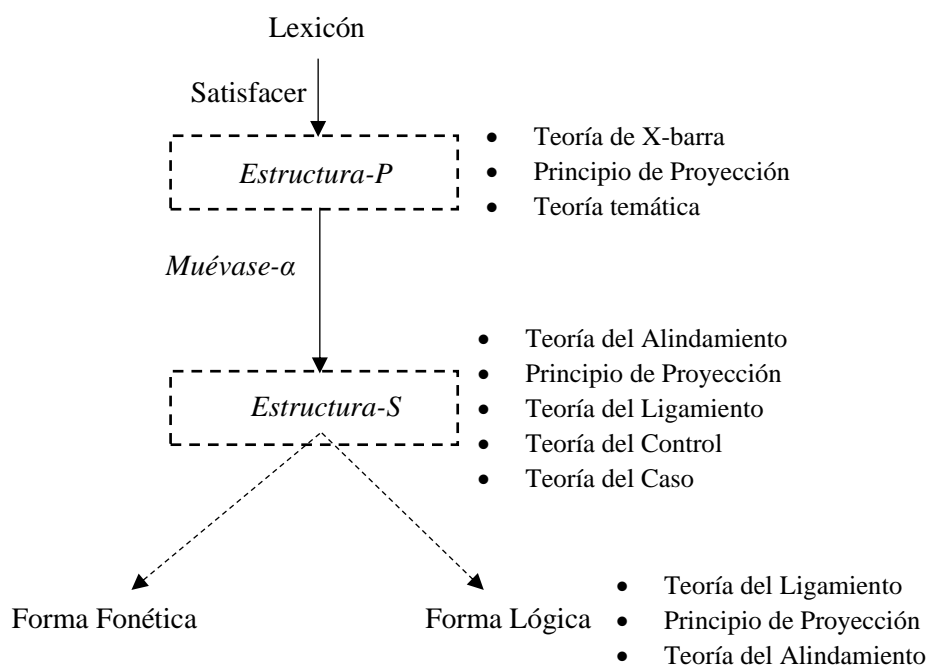 Lexicón
Satisfacer
Estructura-P
• Teoría de X-barra
• Principio de Proyección
• Teoría temática
Muévase-α
Estructura-S
• Teoría del Alindamiento
• Principio de Proyección
• Teoría del Ligamiento
• Teoría del Control
• Teoría del Caso
Forma Fonética
Forma Lógica
• Teoría del Ligamiento
• Principio de Proyección
• Teoría del Alindamiento